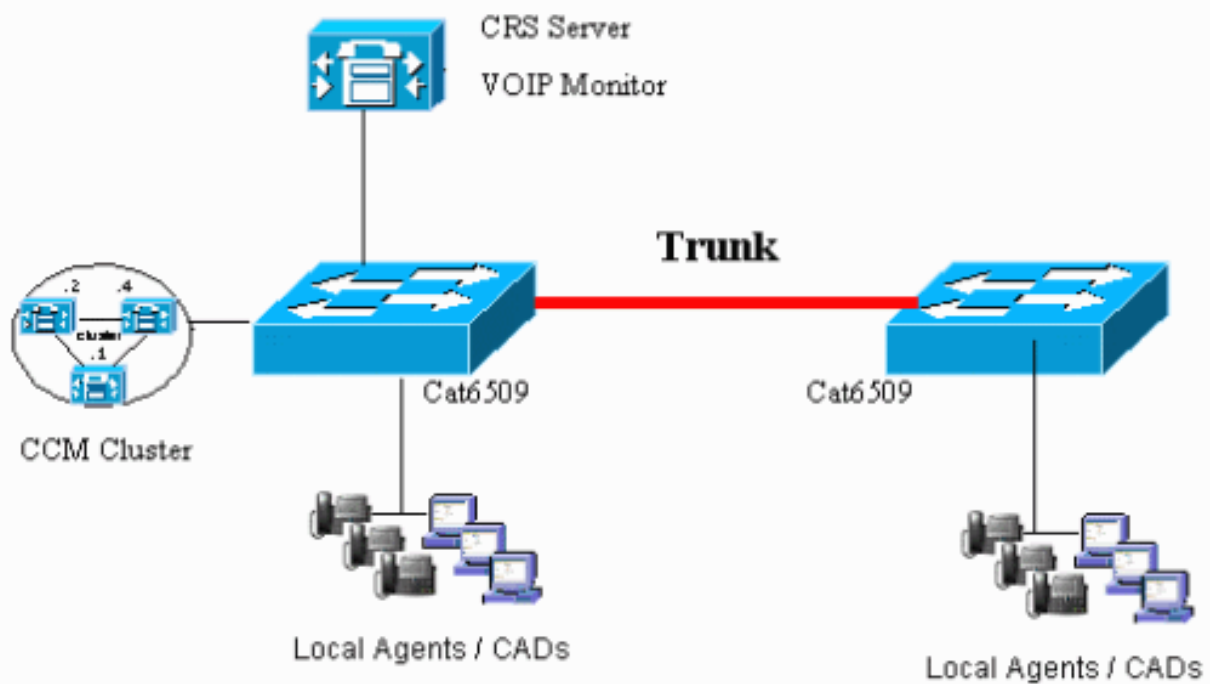 CRS Server
VOIP Monitor
Trunk
.2 .4
cluster
.1
Cat6509
Cat6509
CCM Cluster
Local Agents / CADs
Local Agents / CADs